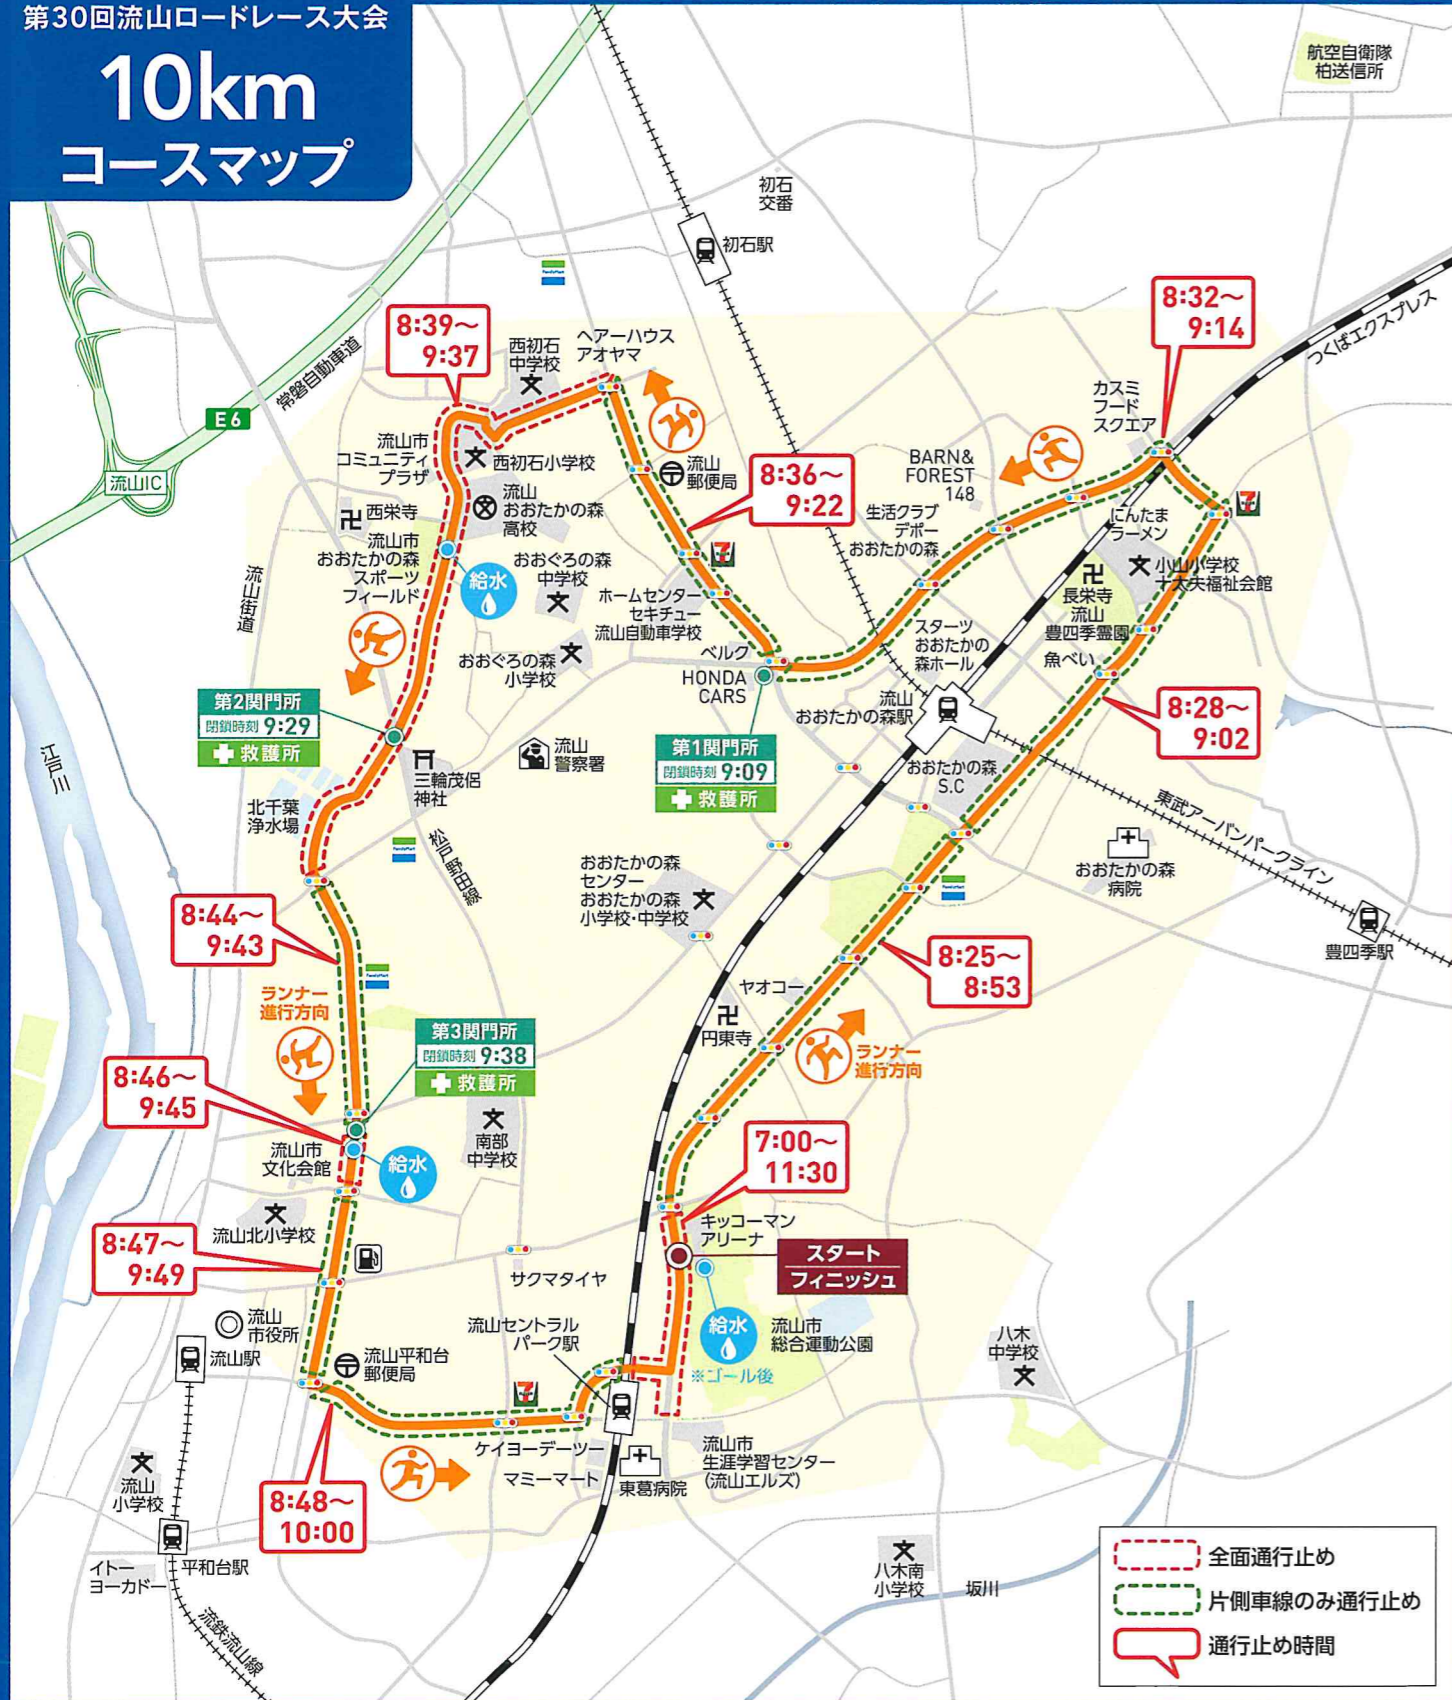 第30回流山ロードレース大会
10km
コースマップ
航空自衛隊
柏送信所
初石
交番
初石駅
FamilyMart
8:32～
9:14
つくばエクスプレス
8:39～
9:37
西初石
中学校
ヘアーハウス
アオヤマ
常磐自動車道
E6
流山IC
カスミ
フード
スクエア
流山市
コミュニティ
プラザ
西初石小学校
流山
郵便局
8:36～
9:22
BARN&
FOREST
148
生活クラブ
デポー
おおたかの森
にんたま
ラーメン
西栄寺
流山
おおたかの森
高校
流山市
おおたかの森
スポーツ
フィールド
給水
おおぐろの森
中学校
小山小学校
十太夫福祉会館
長栄寺
流山
豊四季霊園
流山街道
ホームセンター
セキチュー
流山自動車学校
おおぐろの森
小学校
ベルク
HONDA
CARS
スターツ
おおたかの
森ホール
魚べい
流山
おおたかの森駅
8:28～
9:02
第2関門所
閉鎖時刻 9:29
救護所
第1関門所
閉鎖時刻 9:09
救護所
江戸川
流山
警察署
三輪茂侶
神社
おおたかの森
S.C
北千葉
浄水場
FamilyMart
松戸野田線
東武アーバンパークライン
おおたかの森
病院
おおたかの森
センター
おおたかの森
小学校・中学校
FamilyMart
豊四季駅
8:44～
9:43
FamilyMart
8:25～
8:53
ヤオコー
円東寺
ランナー
進行方向
第3関門所
閉鎖時刻 9:38
救護所
ランナー
進行方向
8:46～
9:45
流山市
文化会館
給水
南部
中学校
7:00～
11:30
流山北小学校
キッコーマン
アリーナ
スタート
フィニッシュ
8:47～
9:49
サクマタイヤ
流山
市役所
流山駅
流山平和台
郵便局
流山セントラル
パーク駅
給水
※ゴール後
流山市
総合運動公園
八木
中学校
ケイヨーデーツー
マミーマート
東葛病院
流山市
生涯学習センター
(流山エルズ)
流山
小学校
8:48～
10:00
イトー
ヨーカドー
平和台駅
流鉄流山線
八木南
小学校
坂川
全面通行止め
片側車線のみ通行止め
通行止め時間